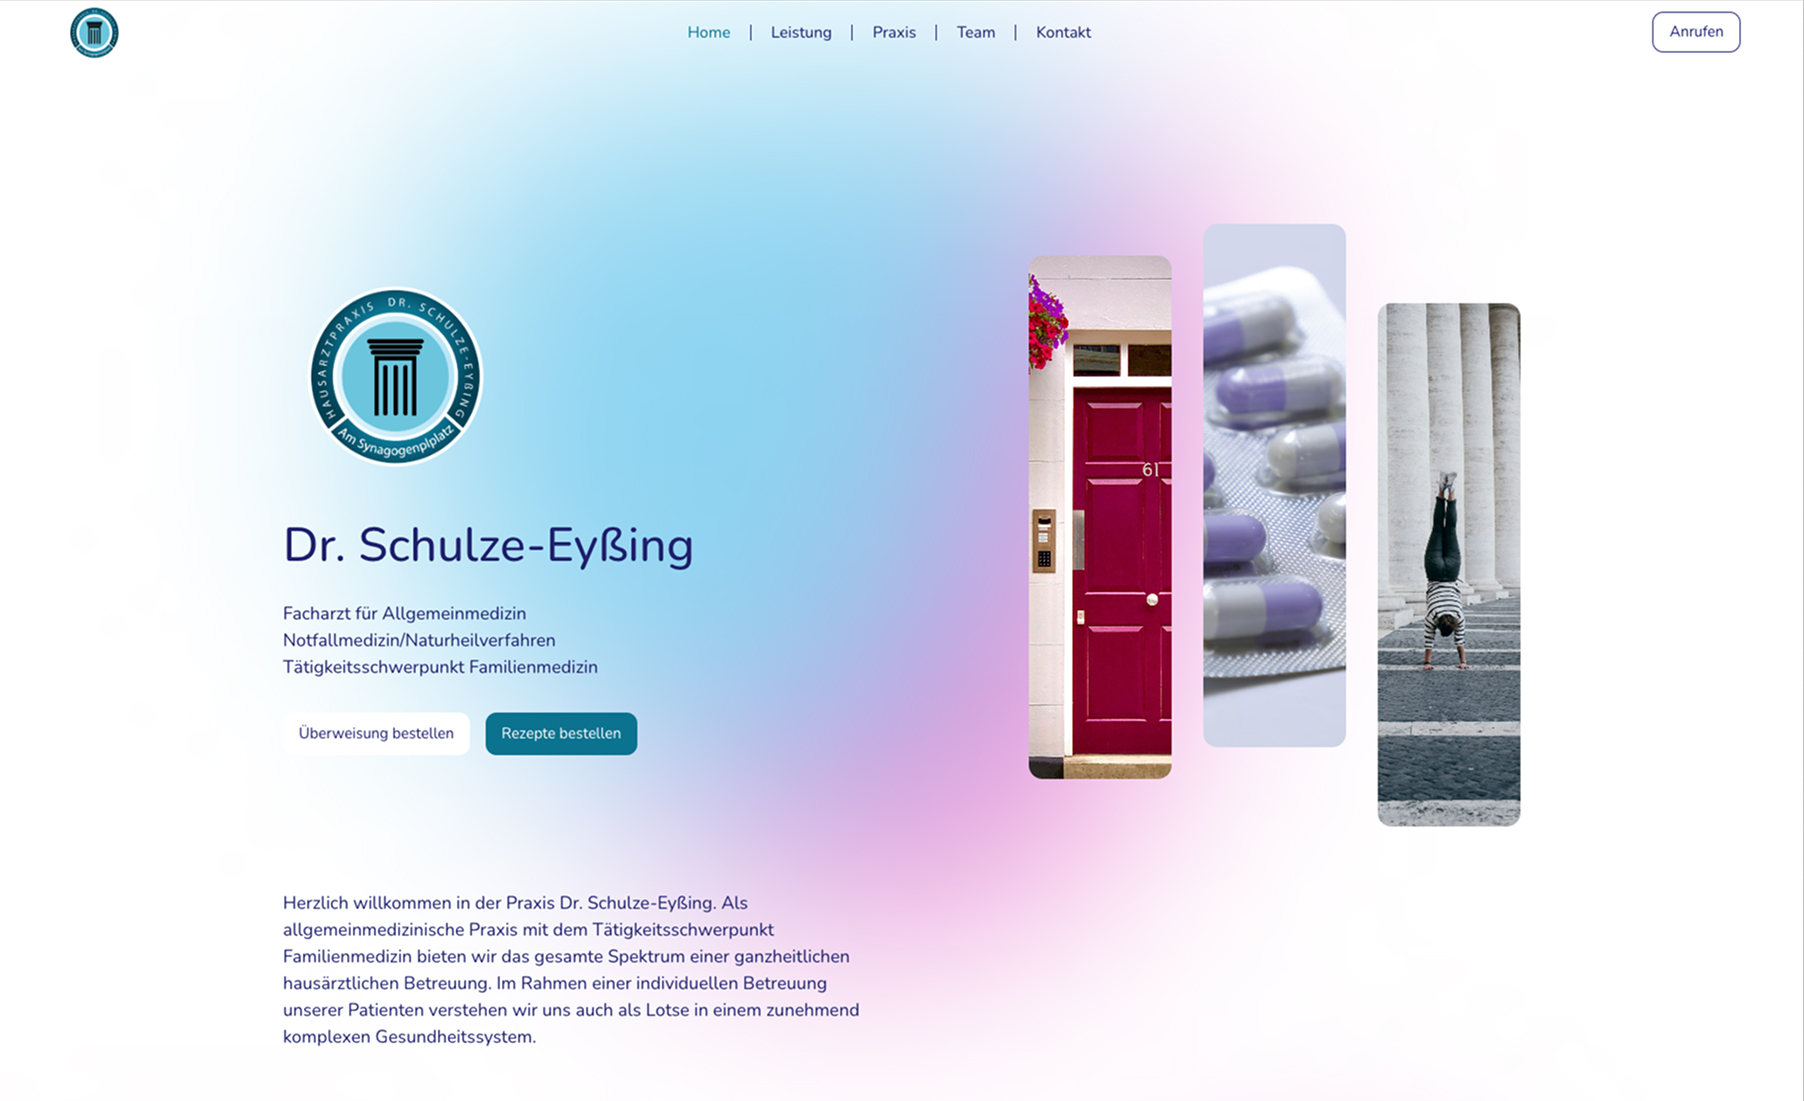 Home | Leistung | Praxis | Team | Kontakt
Anrufen
HAUSARZTPRAXIS DR. SCHULZE-EYßING
Am Synagogenplplatz
Dr. Schulze-Eyßing
Facharzt für Allgemeinmedizin
Notfallmedizin/Naturheilverfahren
Tätigkeitsschwerpunkt Familienmedizin
Überweisung bestellen
Rezepte bestellen
61
Herzlich willkommen in der Praxis Dr. Schulze-Eyßing. Als
allgemeinmedizinische Praxis mit dem Tätigkeitsschwerpunkt
Familienmedizin bieten wir das gesamte Spektrum einer ganzheitlichen
hausärztlichen Betreuung. Im Rahmen einer individuellen Betreuung
unserer Patienten verstehen wir uns auch als Lotse in einem zunehmend
komplexen Gesundheitssystem.